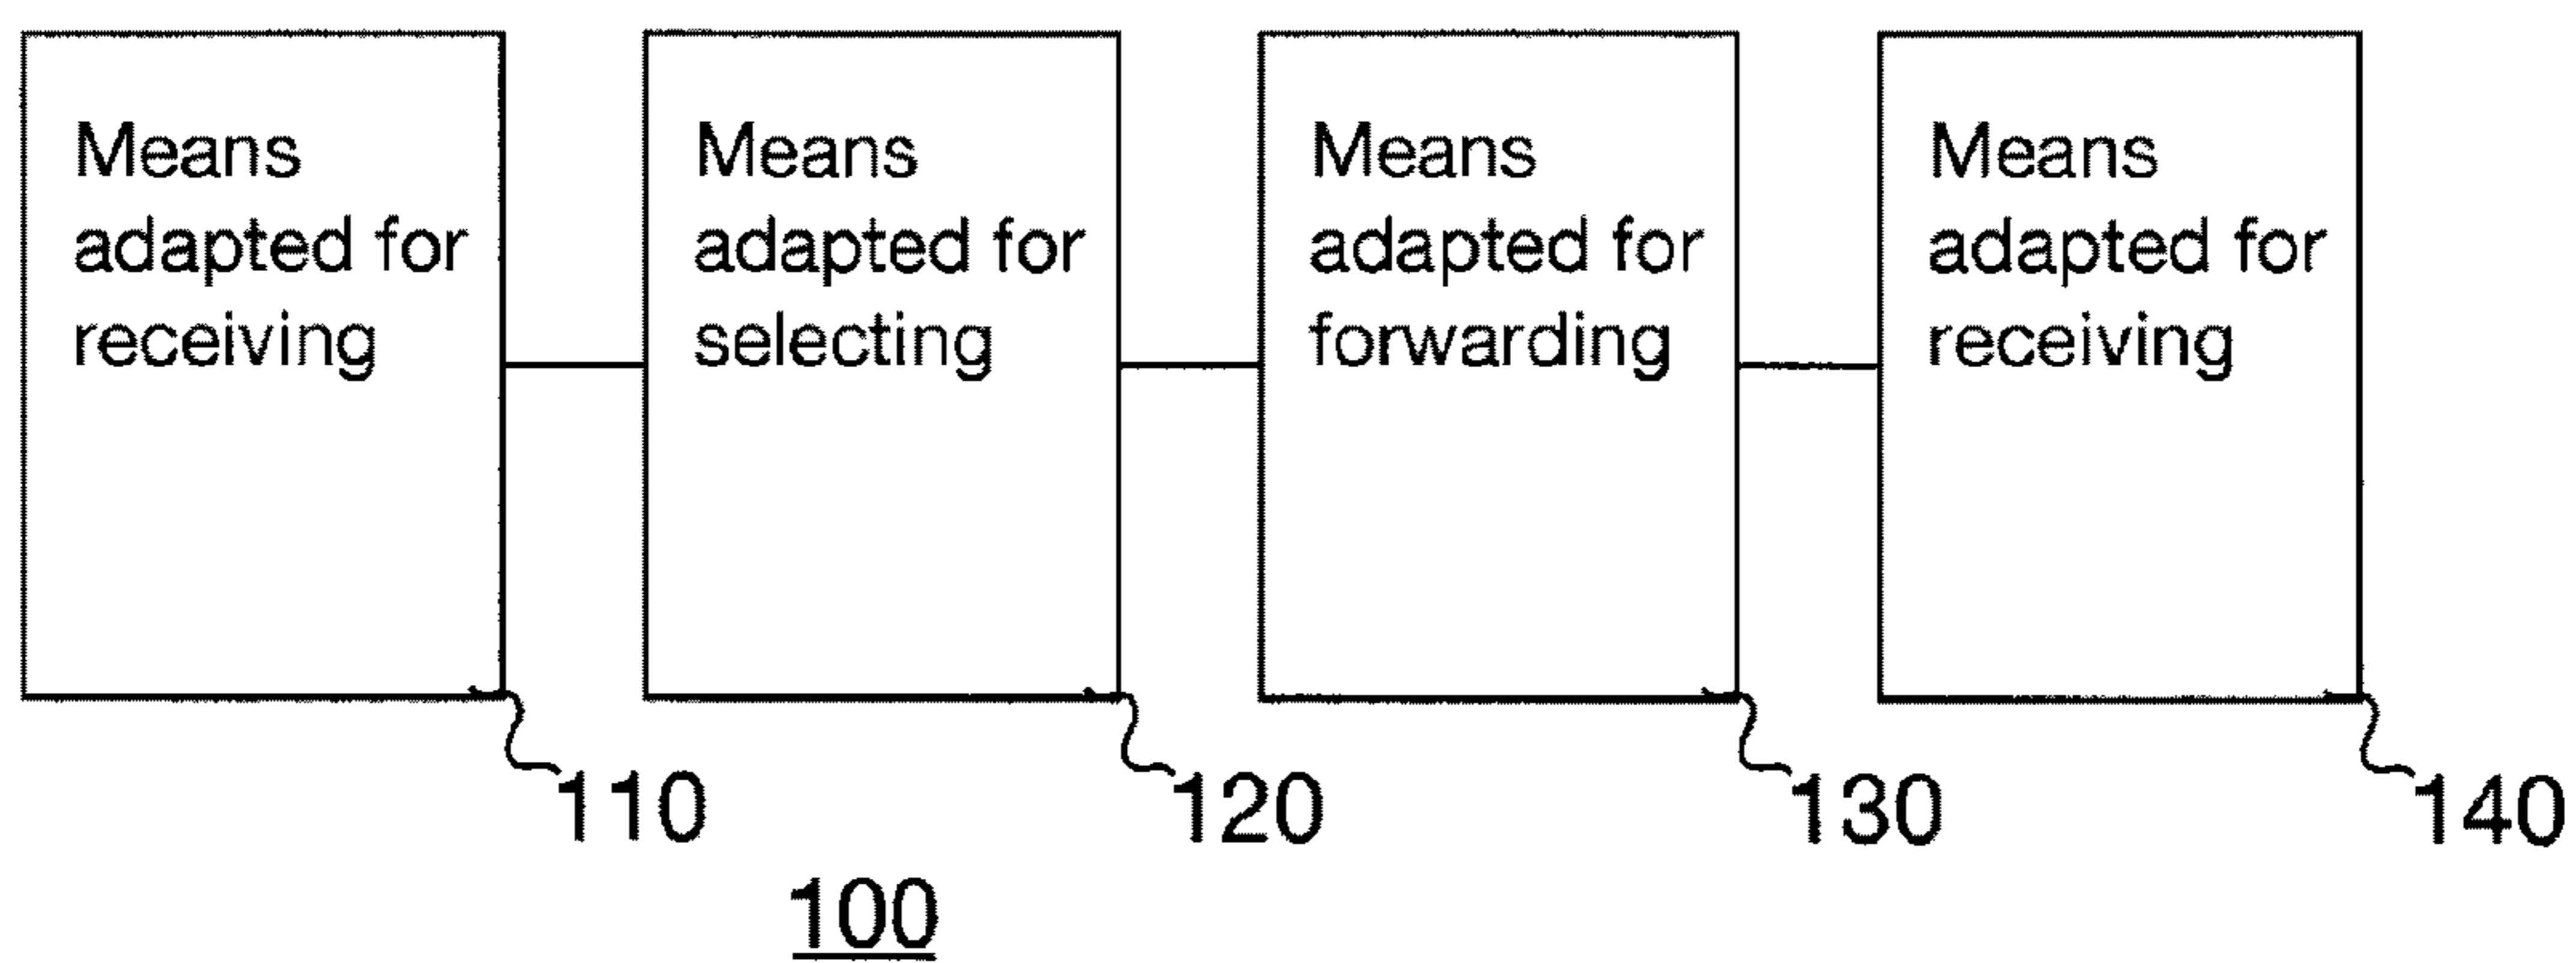 Means
adapted for
receiving
Means
adapted for
selecting
Means
adapted for
forwarding
Means
adapted for
receiving
110
120
130
140
100